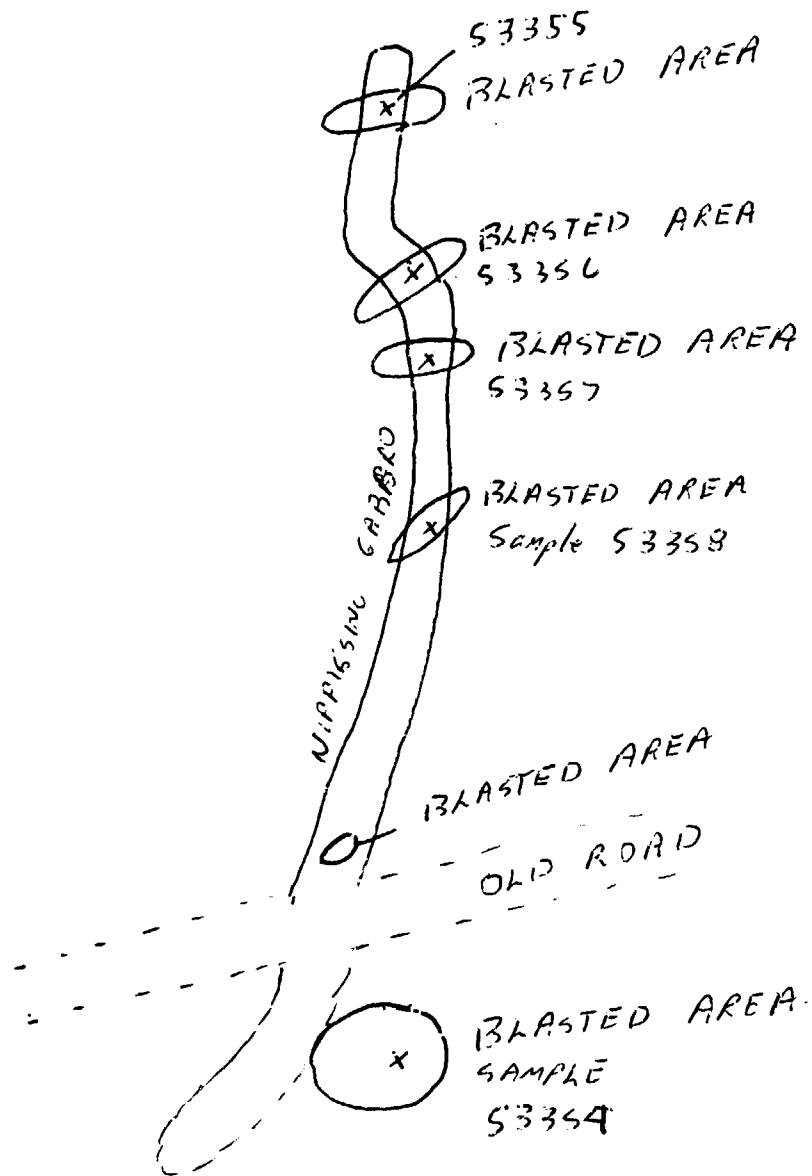 53355
BLASTED AREA
BLASTED AREA
53356
BLASTED AREA
53357
BLASTED AREA
Sample 53358
NIPPISSING GABBRO
BLASTED AREA
OLD ROAD
BLASTED AREA.
SAMPLE
53354